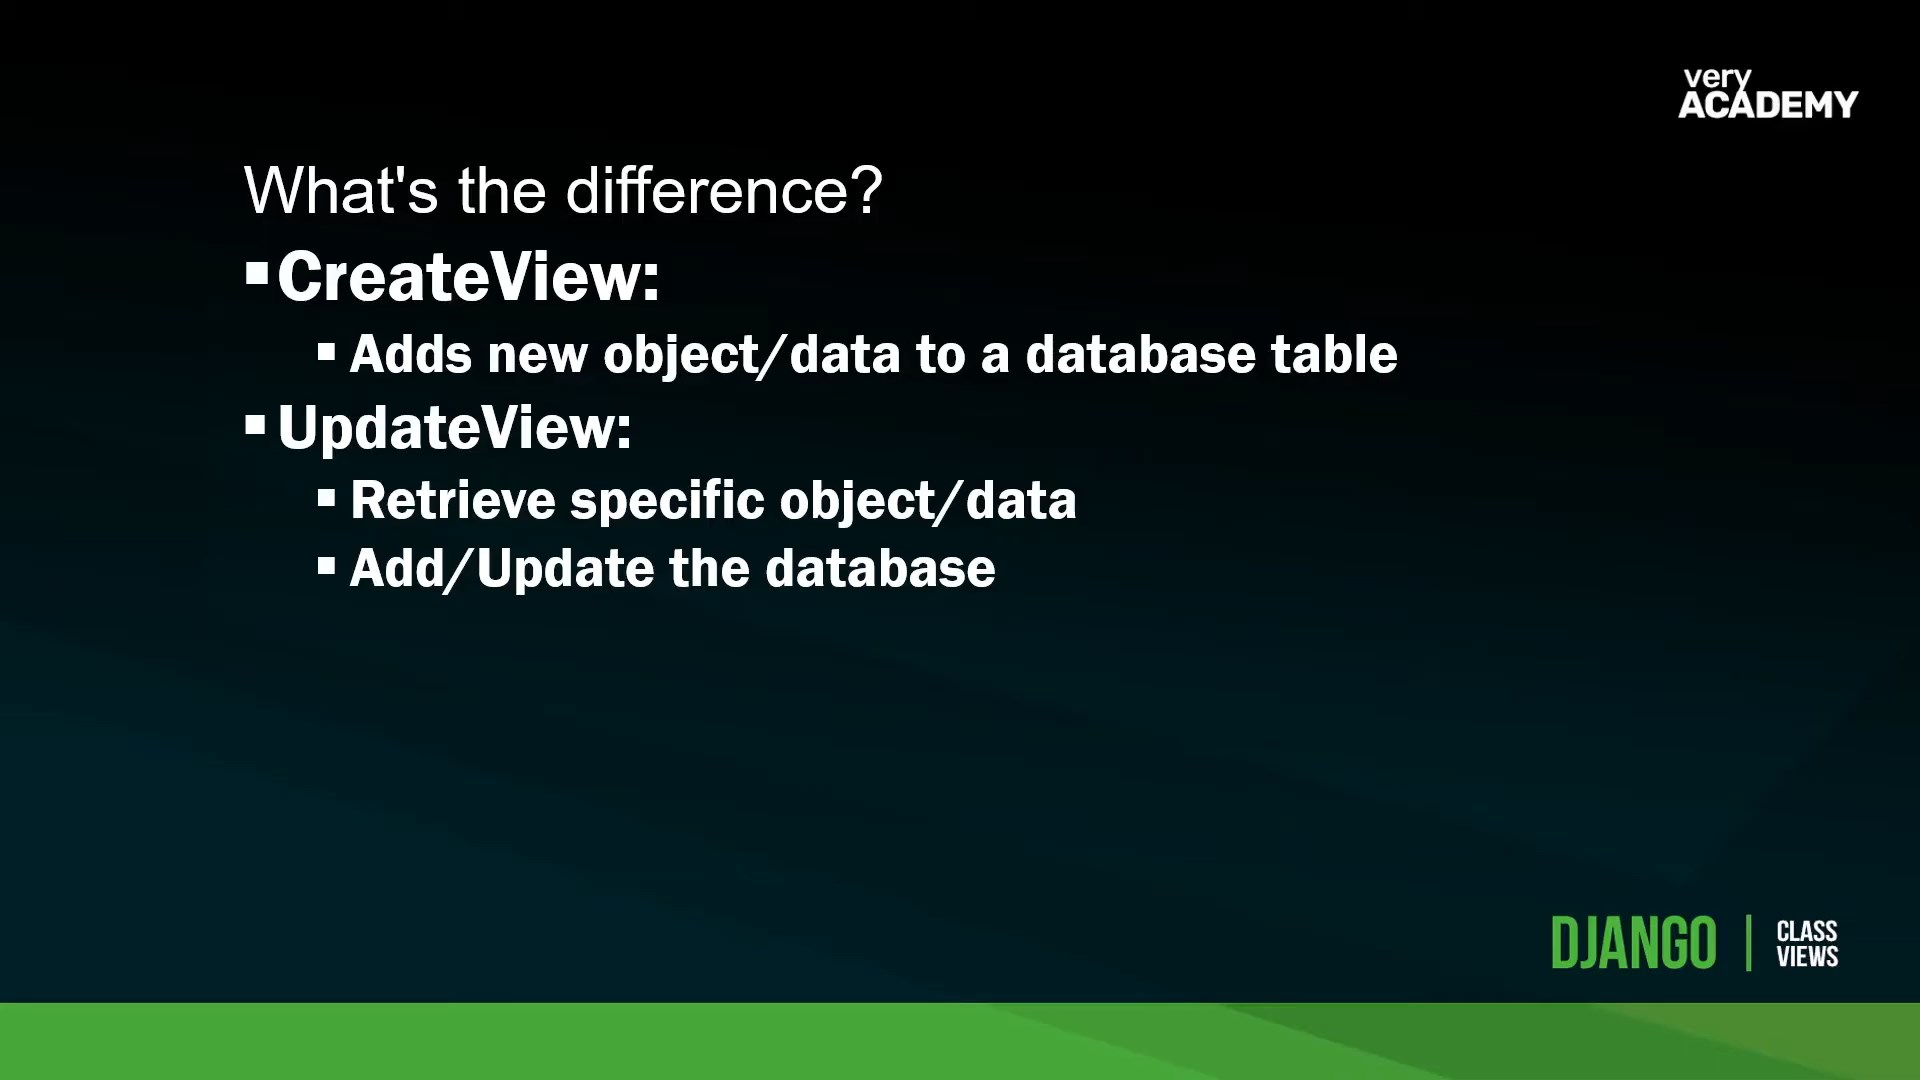 very
ACADEMY
What's the difference?
▪CreateView:
▪ Adds new object/data to a database table
▪ UpdateView:
▪ Retrieve specific object/data
▪ Add/Update the database
DJANGO | CLASS
VIEWS